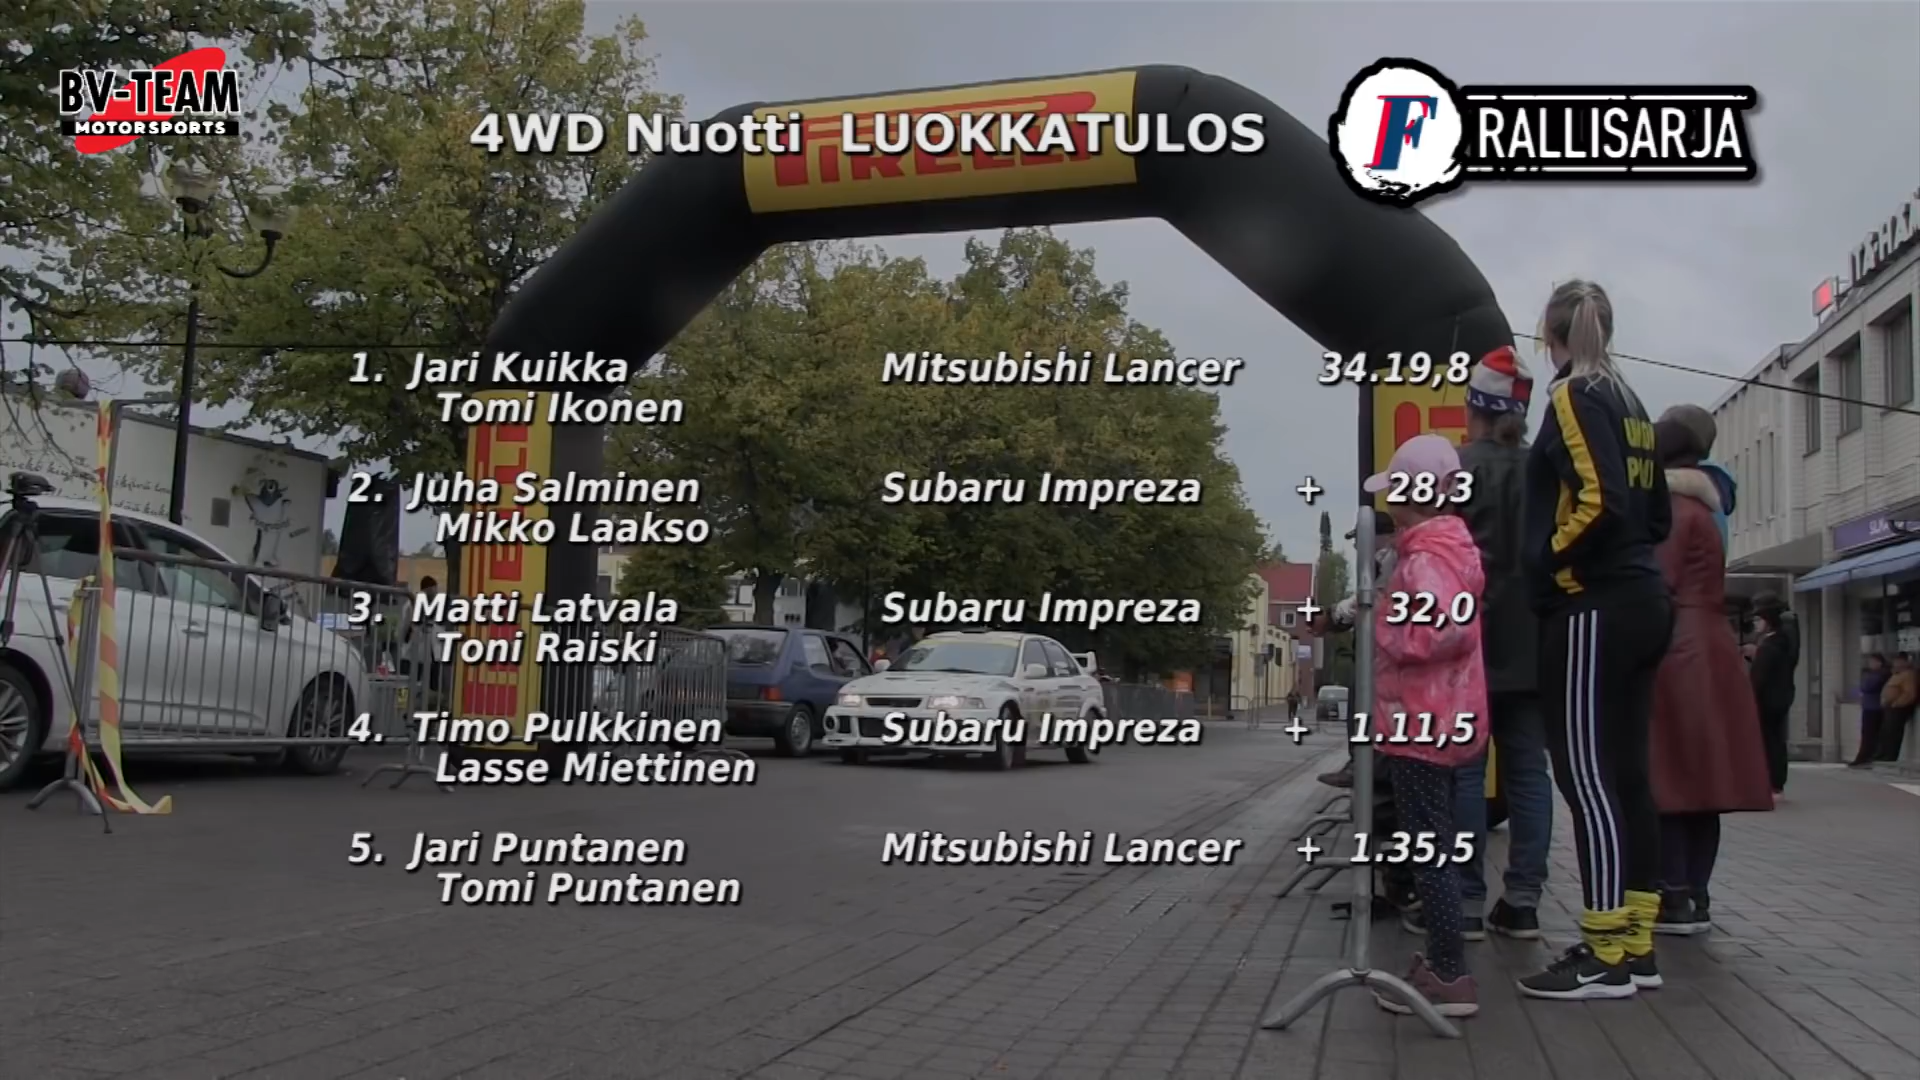 BV-TEAM
MOTORSPORTS
4WD Nuotti LUOKKATULOS
F RALLISARJA
PIRELLI
1. Jari Kuikka Mitsubishi Lancer 34.19,8
Tomi Ikonen
2. Juha Salminen Subaru Impreza + 28,3
Mikko Laakso
3. Matti Latvala Subaru Impreza + 32,0
Toni Raiski
4. Timo Pulkkinen Subaru Impreza + 1.11,5
Lasse Miettinen
5. Jari Puntanen Mitsubishi Lancer + 1.35,5
Tomi Puntanen